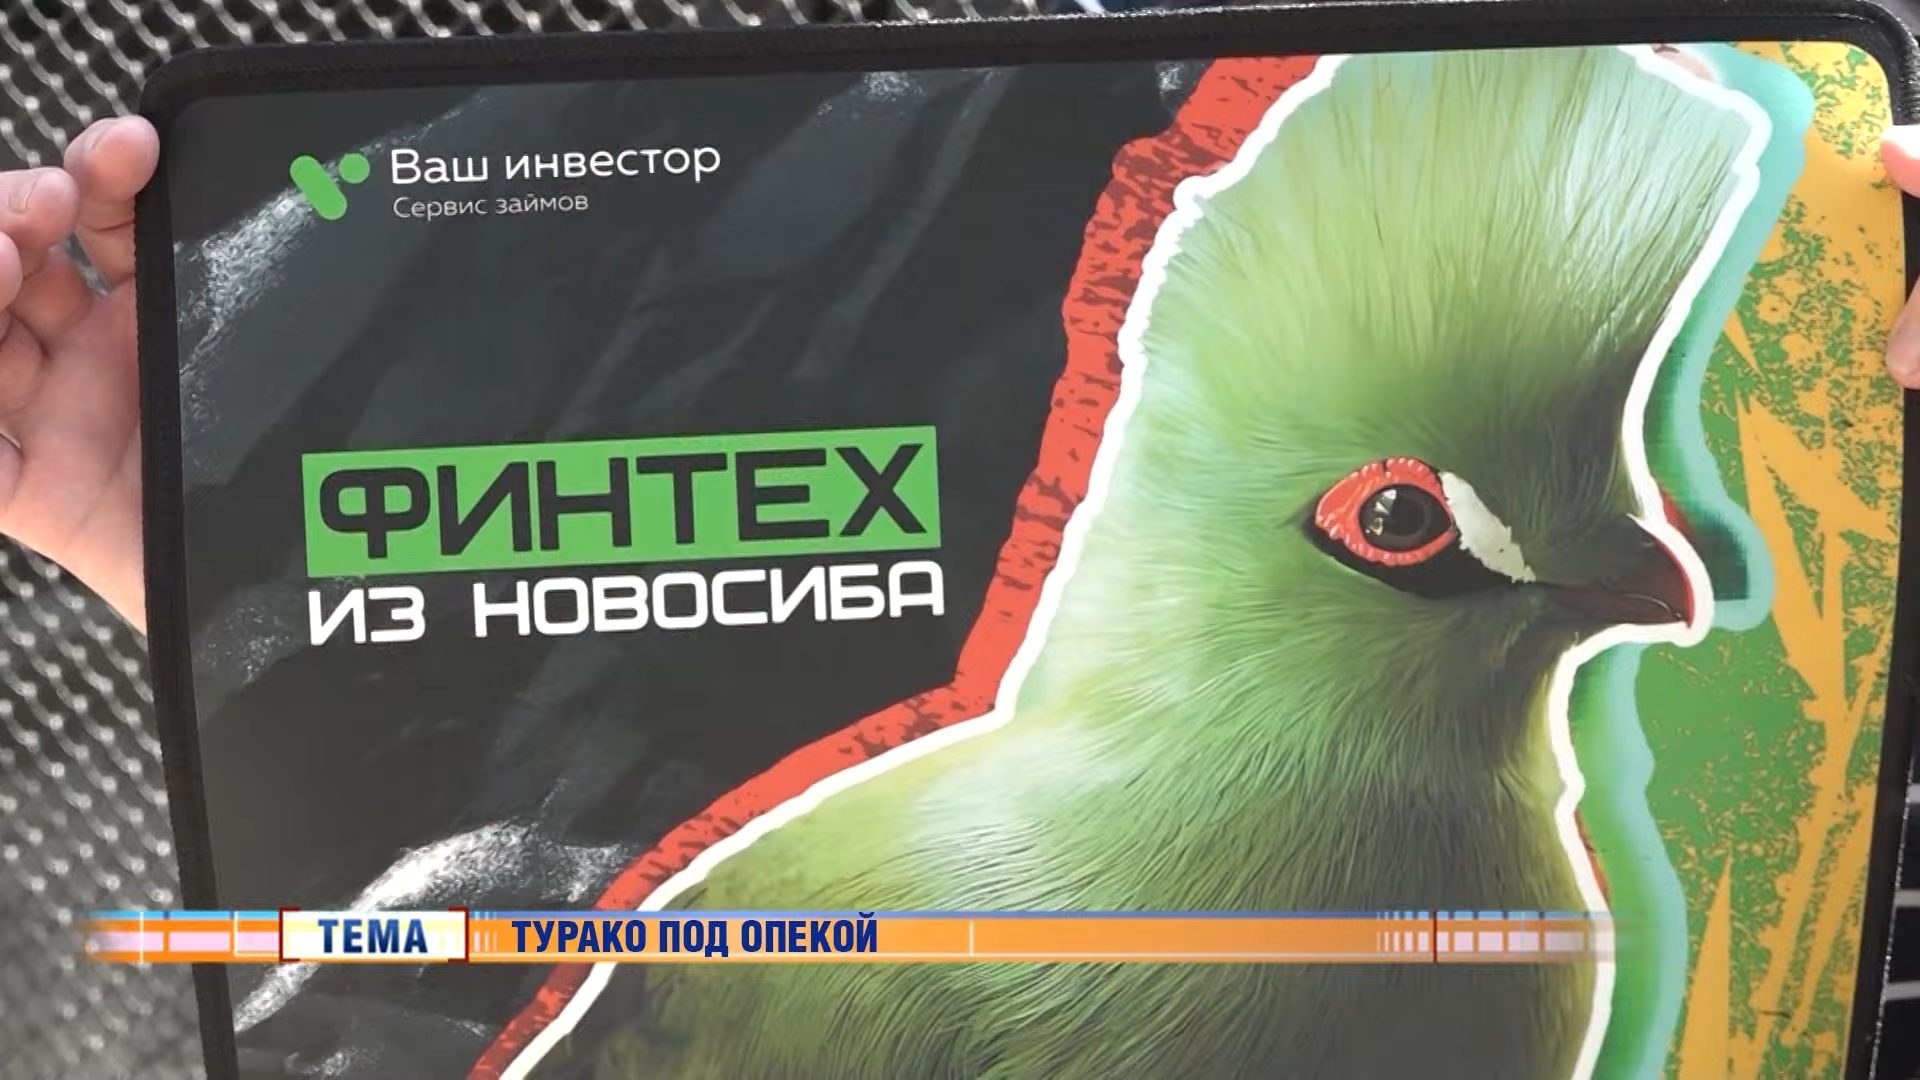 Ваш инвестор
Сервис займов
ФИНТЕХ
ИЗ НОВОСИБА
ТЕМА
ТУРАКО ПОД ОПЕКОЙ